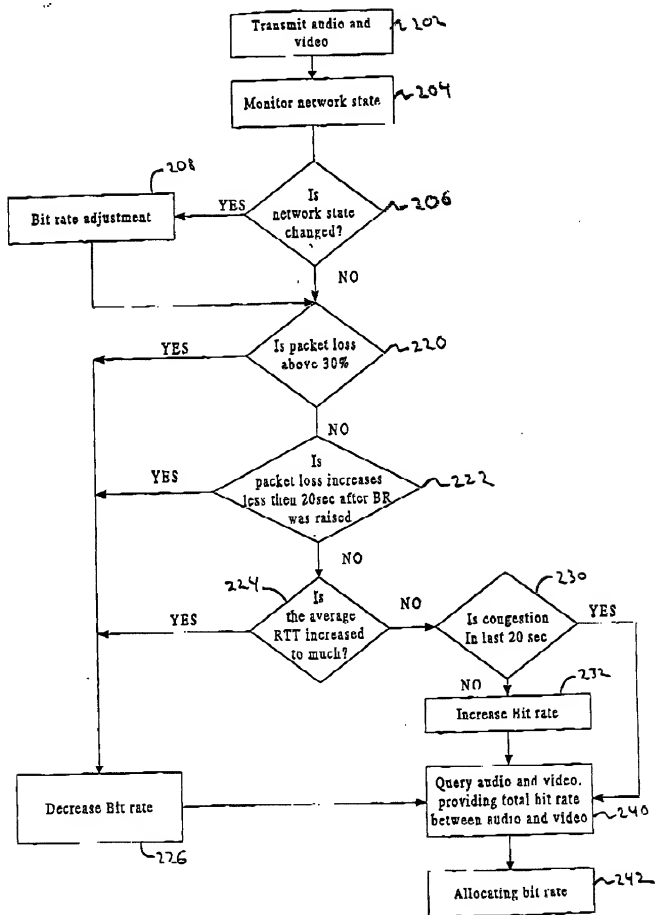 Transmit audio and
video
202
Monitor network state
204
208
Bit rate adjustment
YES
Is
network state
changed?
206
NO
YES
Is packet loss
above 30%
220
NO
YES
Is
packet loss increases
less then 20sec after BR
was raised
222
NO
224
YES
Is
the average
RTT increased
to much?
NO
230
Is congestion
In last 20 sec
YES
NO
232
Increase Bit rate
Decrease Bit rate
226
Query audio and video,
providing total bit rate
between audio and video
240
Allocating bit rate
242